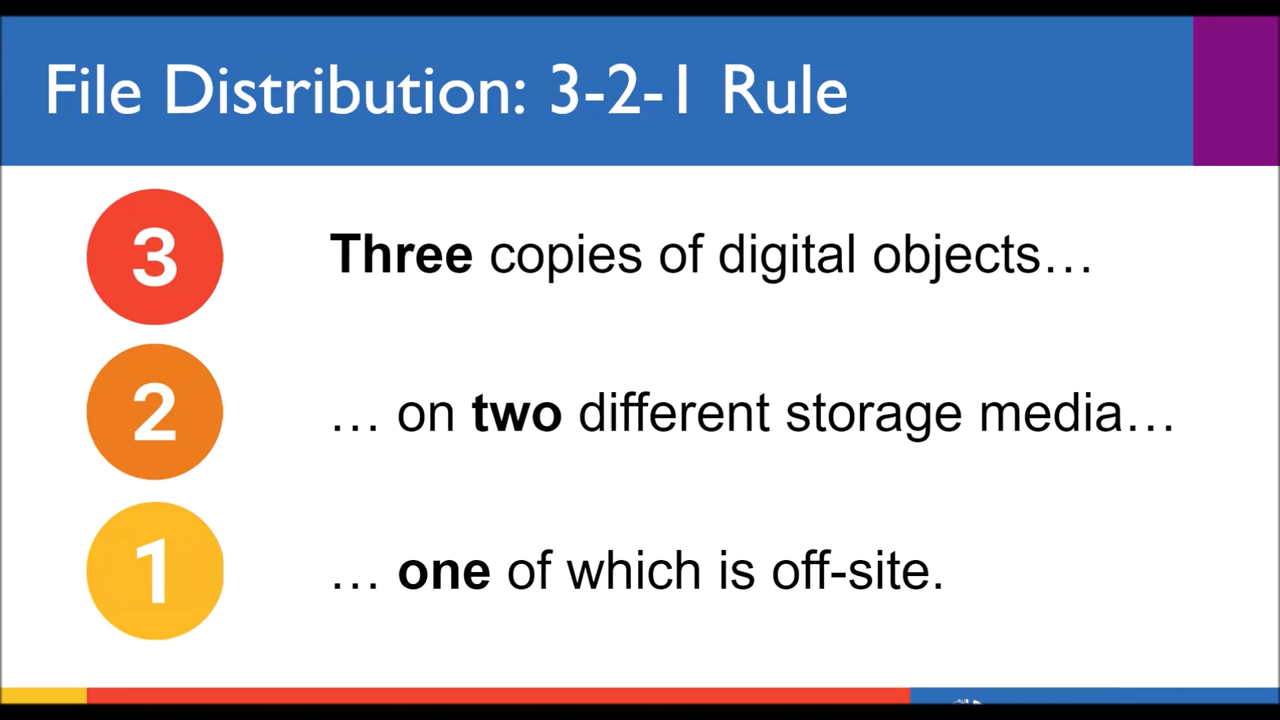 File Distribution: 3-2-1 Rule
3
Three copies of digital objects…
2
… on two different storage media…
1
… one of which is off-site.